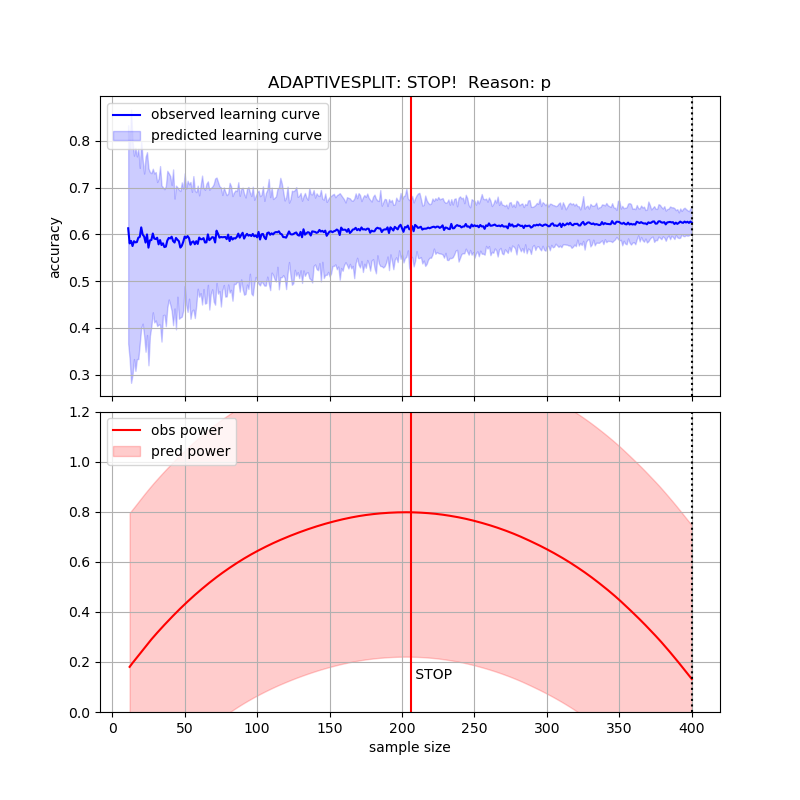 ADAPTIVESPLIT: STOP!  Reason: p
observed learning curve
predicted learning curve
0.8
0.7
0.6
0.5
0.4
0.3
accuracy
obs power
pred power
1.2
1.0
0.8
0.6
0.4
0.2
0.0
STOP
0 50 100 150 200 250 300 350 400
sample size